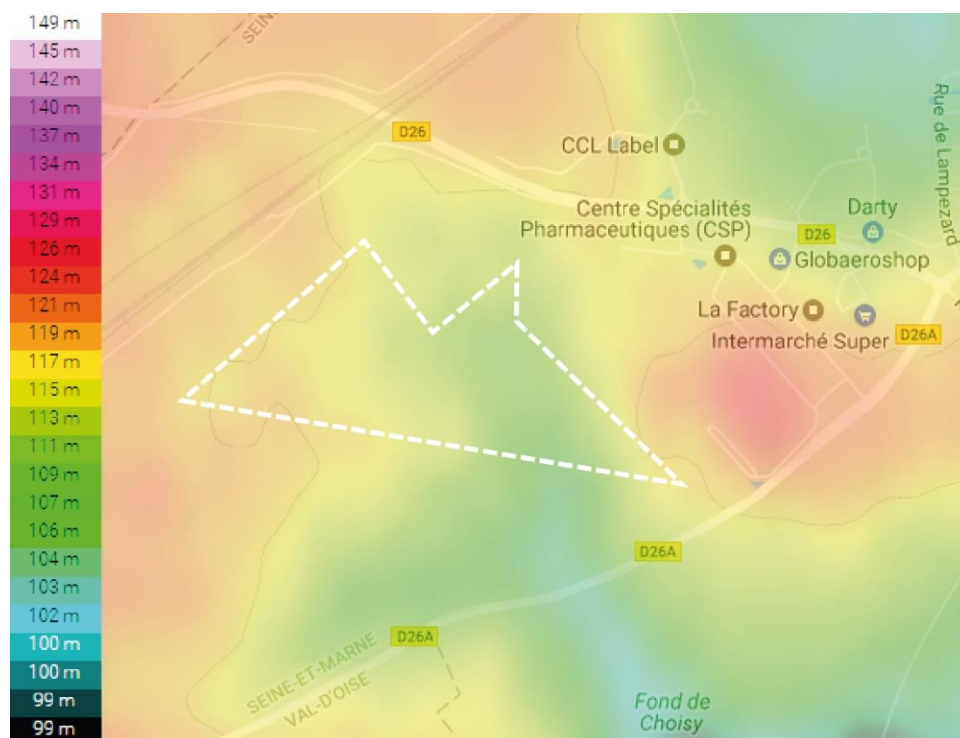 149 m
145 m
142 m
140 m
137 m
134 m
131 m
129 m
126 m
124 m
121 m
119 m
117 m
115 m
113 m
111 m
109 m
107 m
106 m
104 m
103 m
102 m
100 m
100 m
99 m
99 m
D26
CCL Label
Rue de Lampezard
Centre Spécialités
Pharmaceutiques (CSP)
Darty
D26
Globaeroshop
La Factory
Intermarché Super
D26A
D26A
D26A
SEINE-ET-MARNE
VAL-D'OISE
Fond de
Choisy